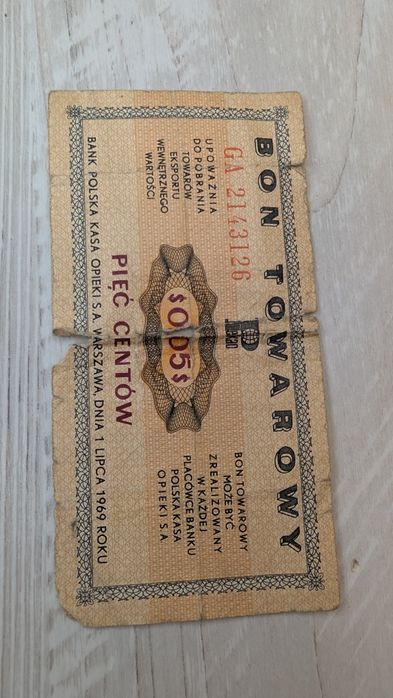 BON TOWAROWY
GA 2143126
UPOWAŻNIA
DO POBRANIA
TOWARÓW
EKSPORTU
WEWNĘTRZNEGO
WARTOŚCI
$0,05$
BON TOWAROWY
MOŻE BYĆ
ZREALIZOWANY
W KAŻDEJ
PLACÓWCE BANKU
POLSKA KASA
OPIEKI S.A.
PIĘĆ CENTÓW
BANK POLSKA KASA OPIEKI S.A. WARSZAWA, DNIA 1 LIPCA 1969 ROKU